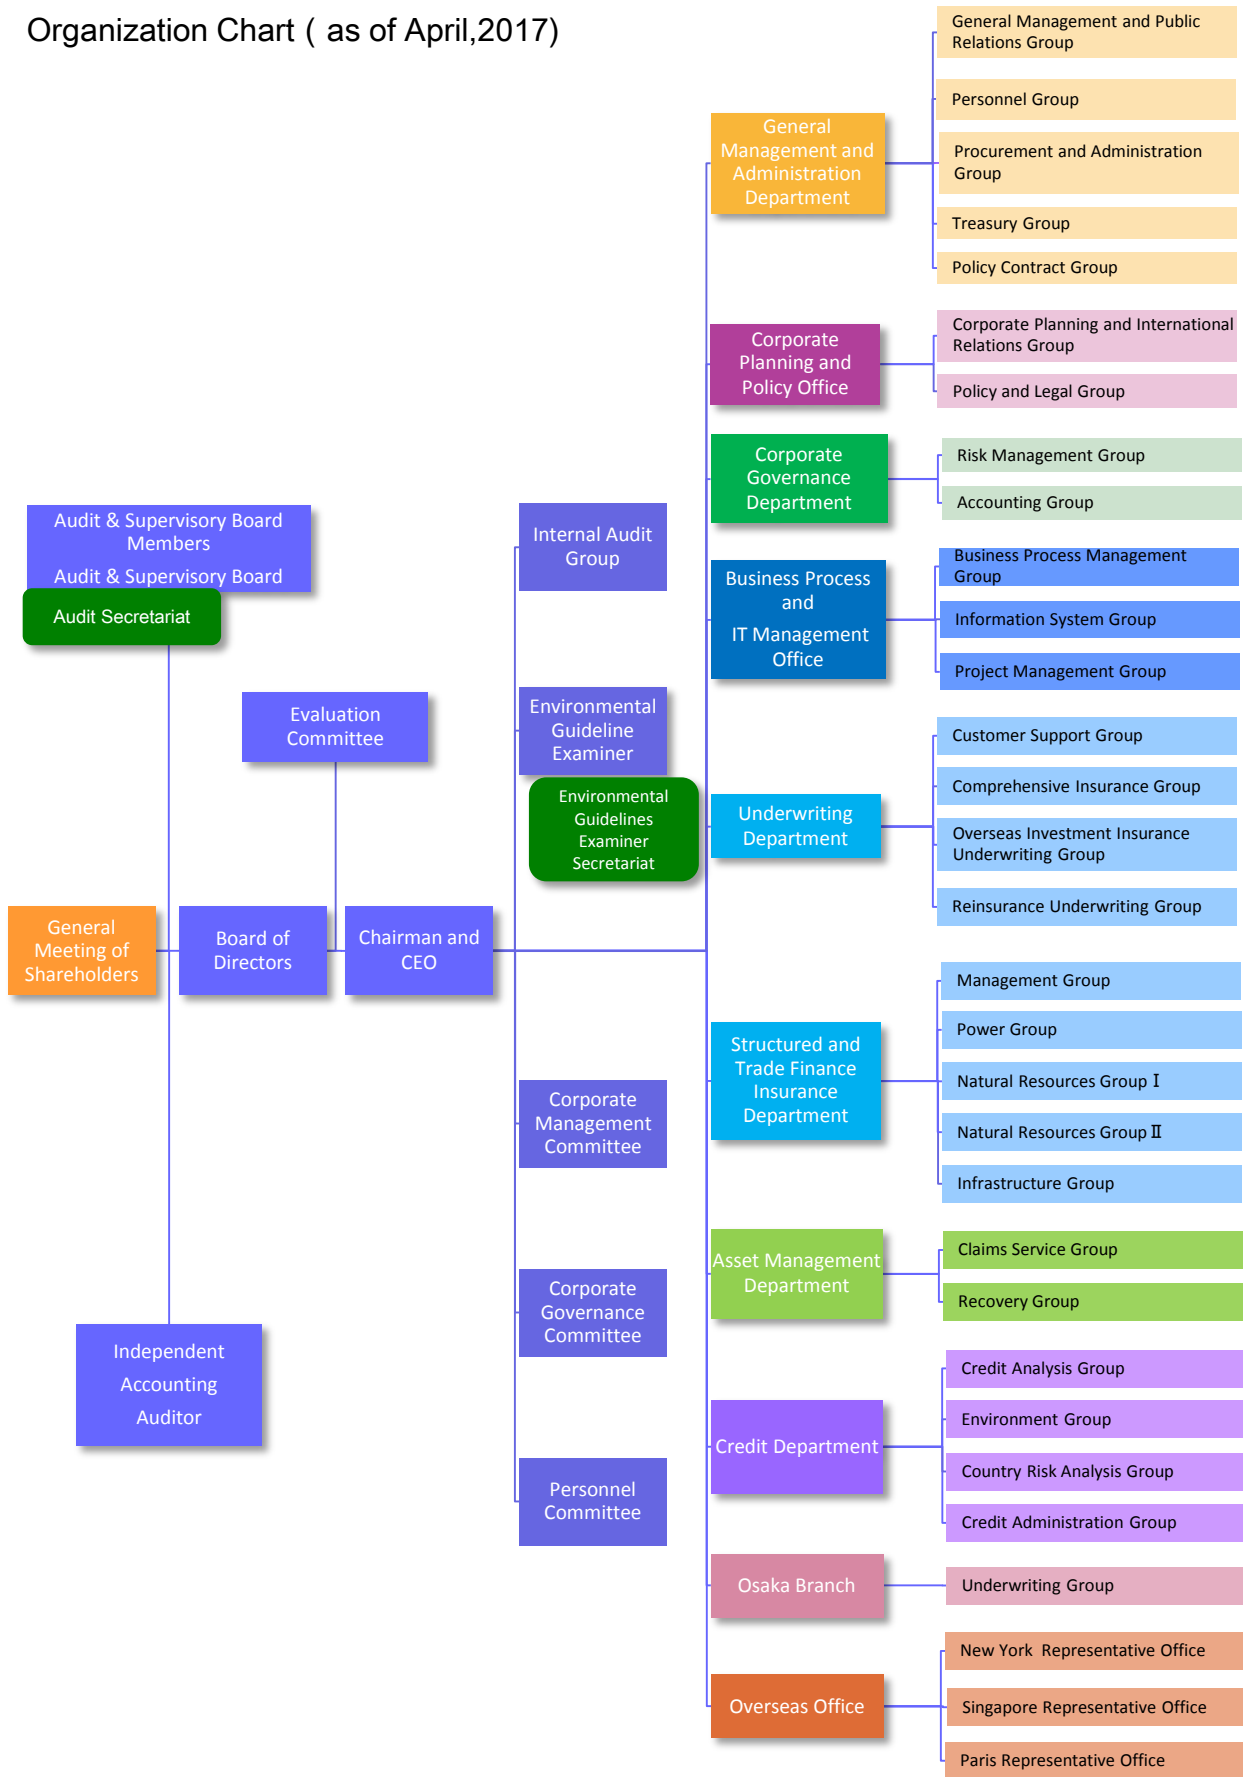 Organization Chart ( as of April,2017)
General Management and Public
Relations Group
Personnel Group
General
Management and
Administration
Department
Procurement and Administration
Group
Treasury Group
Policy Contract Group
Corporate
Planning and
Policy Office
Corporate Planning and International
Relations Group
Policy and Legal Group
Corporate
Governance
Department
Risk Management Group
Accounting Group
Audit & Supervisory Board
Members
Audit & Supervisory Board
Audit Secretariat
Internal Audit
Group
Business Process
and
IT Management
Office
Business Process Management
Group
Information System Group
Project Management Group
Evaluation
Committee
Environmental
Guideline
Examiner
Environmental
Guidelines
Examiner
Secretariat
Underwriting
Department
Customer Support Group
Comprehensive Insurance Group
Overseas Investment Insurance
Underwriting Group
Reinsurance Underwriting Group
General
Meeting of
Shareholders
Board of
Directors
Chairman and
CEO
Structured and
Trade Finance
Insurance
Department
Management Group
Power Group
Natural Resources Group Ⅰ
Natural Resources Group Ⅱ
Infrastructure Group
Corporate
Management
Committee
Corporate
Governance
Committee
Asset Management
Department
Claims Service Group
Recovery Group
Independent
Accounting
Auditor
Personnel
Committee
Credit Department
Credit Analysis Group
Environment Group
Country Risk Analysis Group
Credit Administration Group
Osaka Branch
Underwriting Group
Overseas Office
New York  Representative Office
Singapore Representative Office
Paris Representative Office